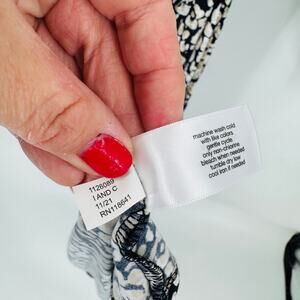 machine wash cold
with like colors
gentle cycle
only non-chlorine
bleach when needed
tumble dry low
cool iron if needed
1126089
I AND C
11/21
RN118641